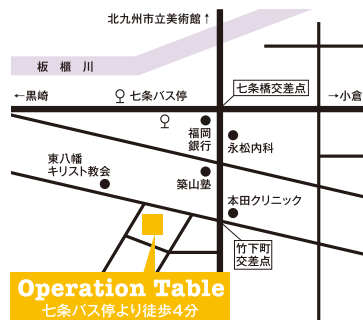 北九州市立美術館↑
板櫃川
七条橋交差点
←黒崎
七条バス停
→小倉
福岡
銀行
永松内科
東八幡
キリスト教会
築山塾
本田クリニック
竹下町
交差点
Operation Table
七条バス停より徒歩4分